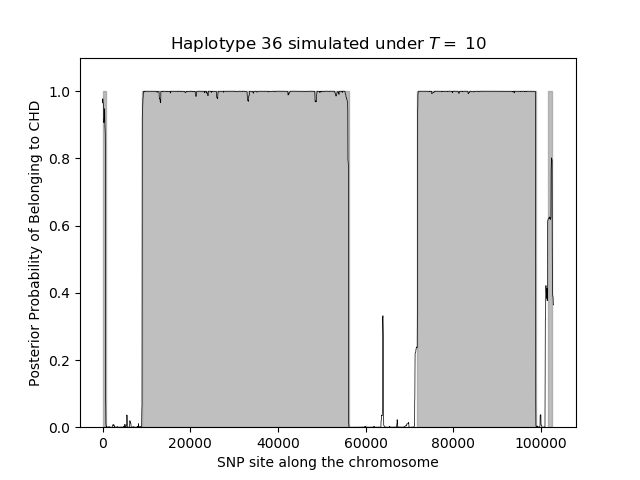 Haplotype 36 simulated under T = 10
Posterior Probability of Belonging to CHD
1.0
0.8
0.6
0.4
0.2
0.0
0 20000 40000 60000 80000 100000
SNP site along the chromosome